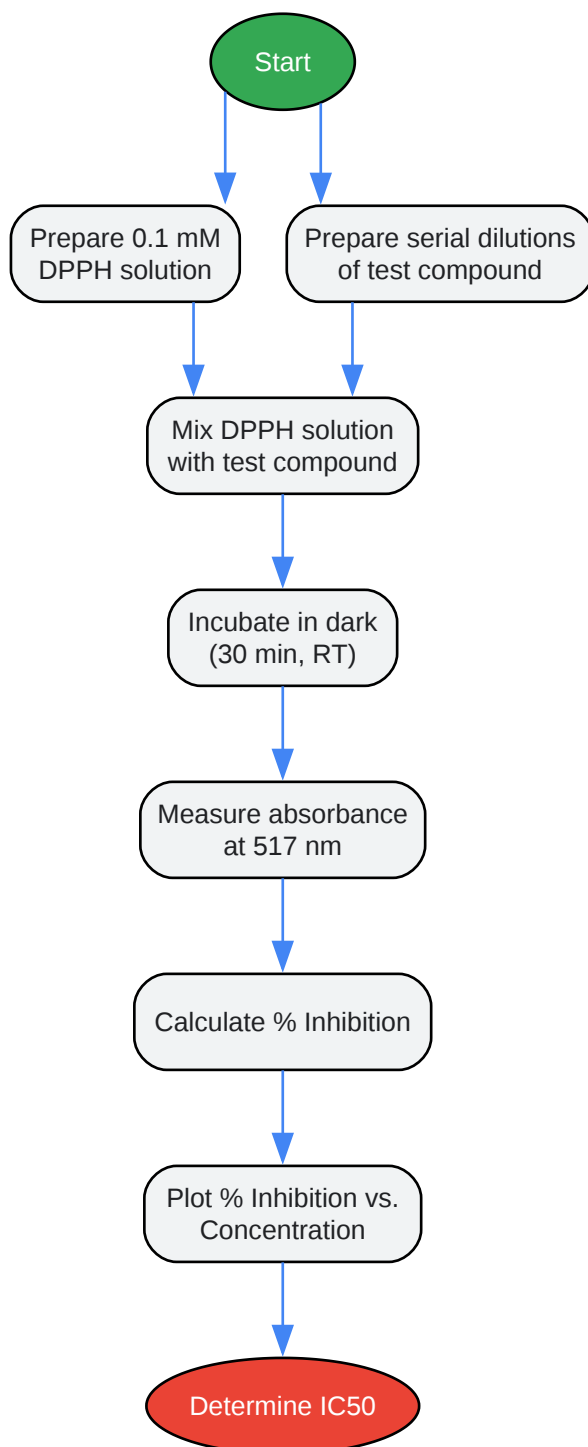 Start
Prepare 0.1 mM
DPPH solution
Prepare serial dilutions
of test compound
Mix DPPH solution
with test compound
Incubate in dark
(30 min, RT)
Measure absorbance
at 517 nm
Calculate % Inhibition
Plot % Inhibition vs.
Concentration
Determine IC50